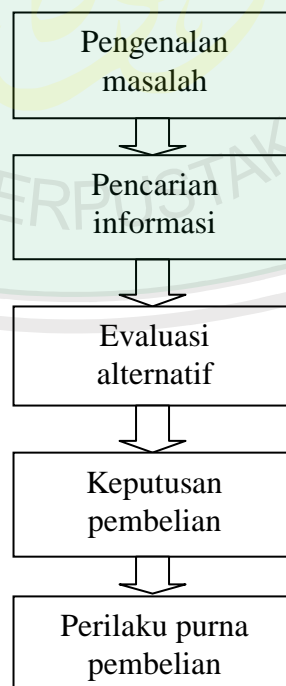 Pengenalan
masalah
Pencarian
informasi
Evaluasi
alternatif
Keputusan
pembelian
Perilaku purna
pembelian